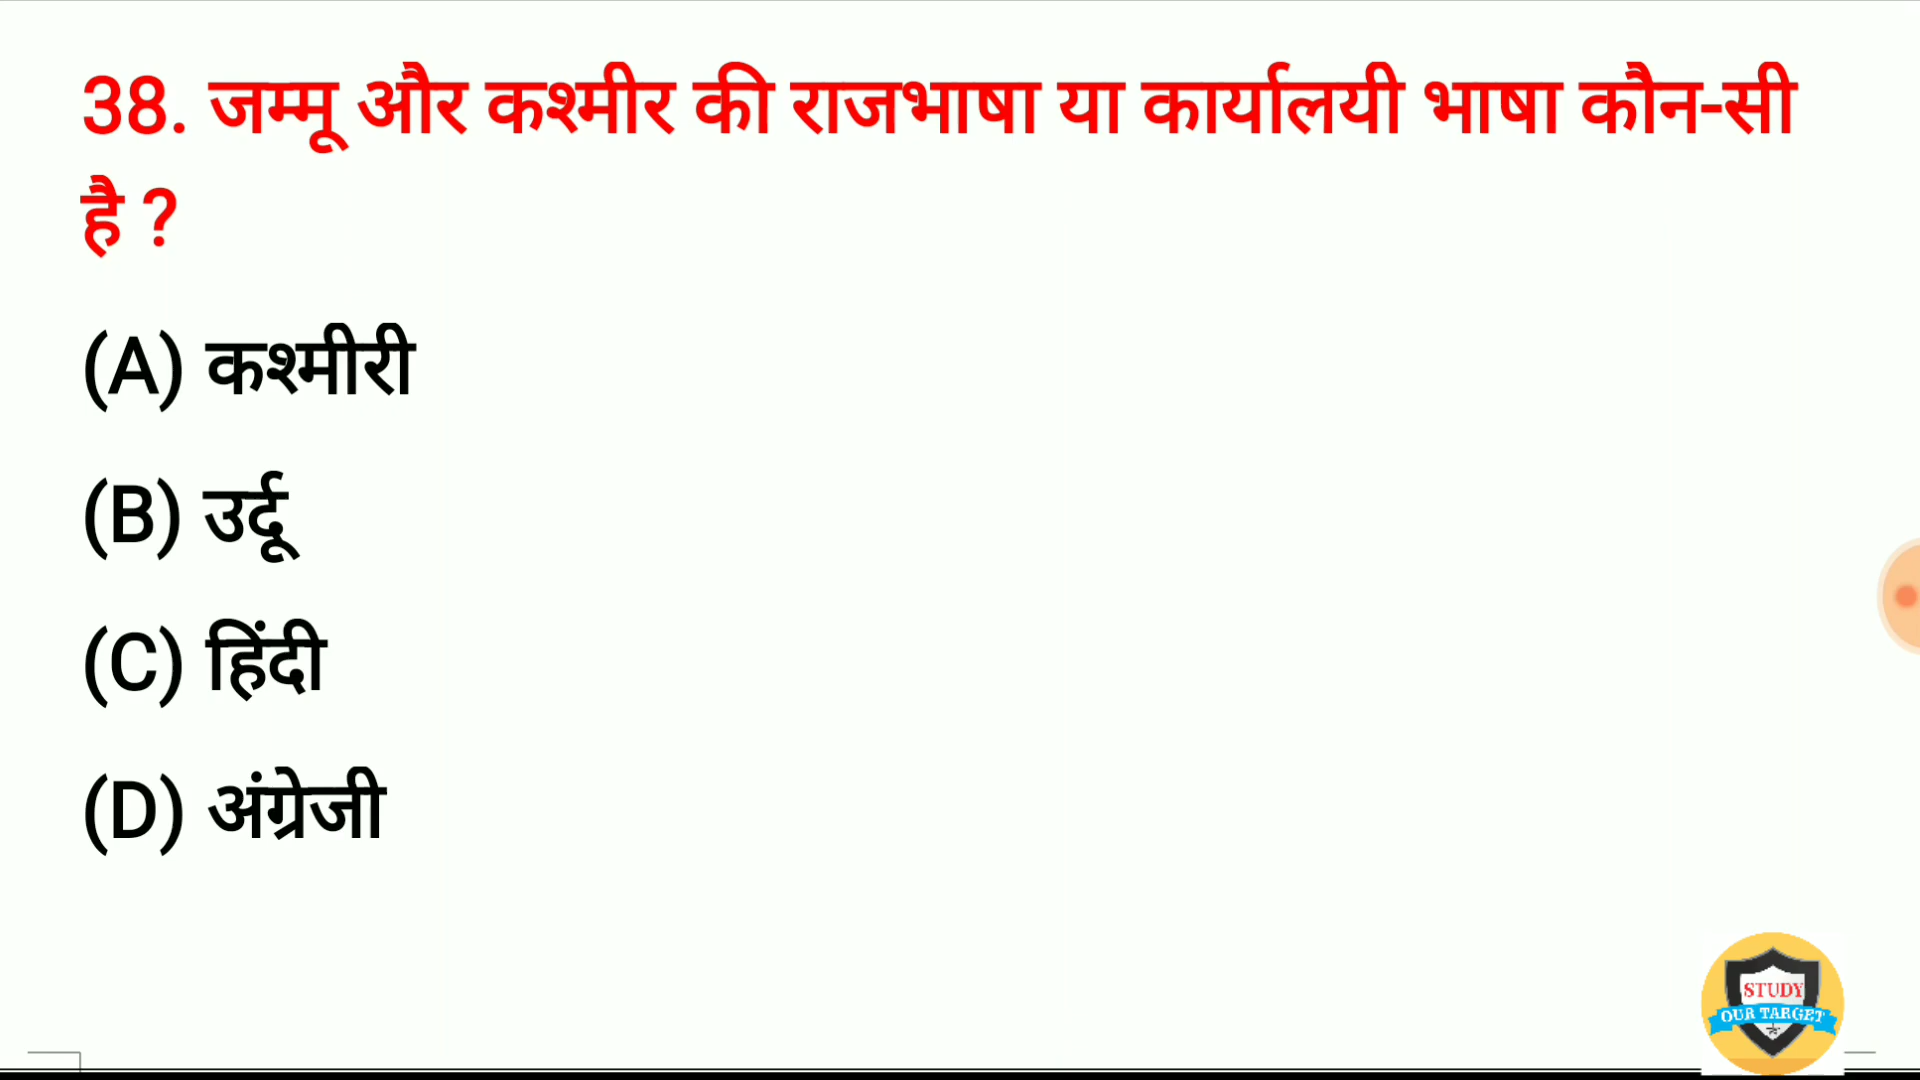 38. जम्मू और कश्मीर की राजभाषा या कार्यालयी भाषा कौन-सी
है ?
(A) कश्मीरी
(B) उर्दू
(C) हिंदी
(D) अंग्रेजी
STUDY
OUR TARGET